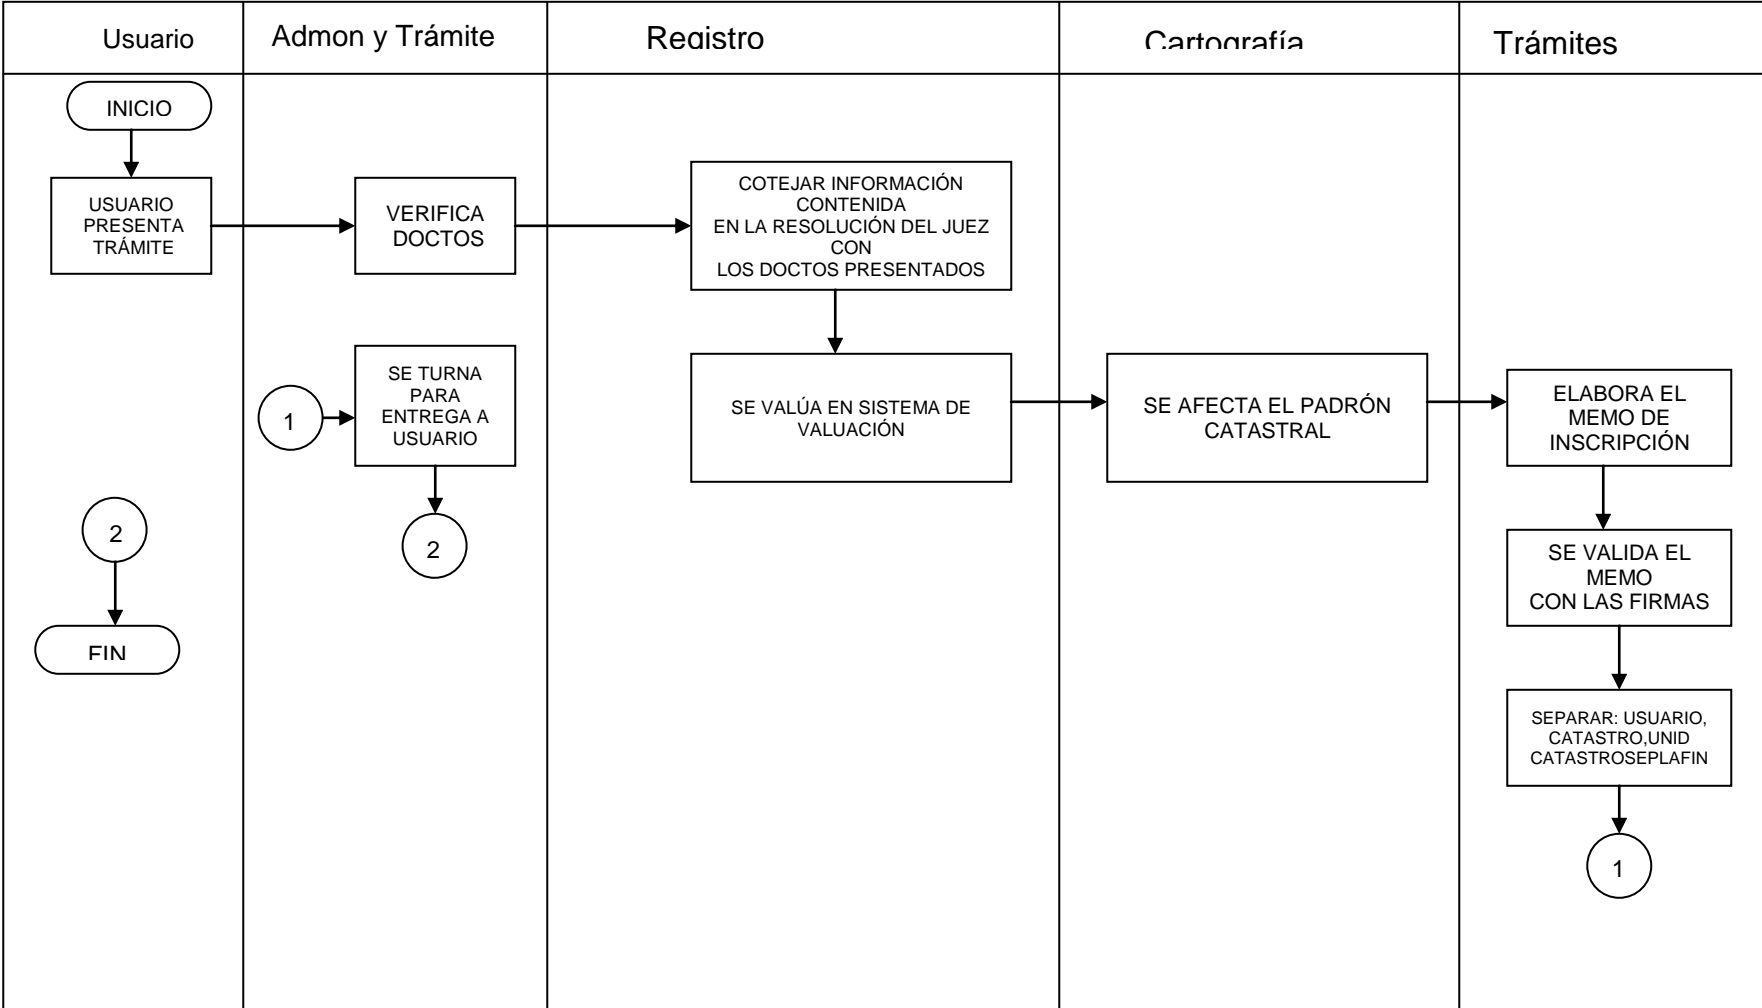 Usuario
Admon y Trámite
Registro
Cartografía
Trámites
INICIO
USUARIO
PRESENTA
TRÁMITE
VERIFICA
DOCTOS
COTEJAR INFORMACIÓN
CONTENIDA
EN LA RESOLUCIÓN DEL JUEZ
CON
LOS DOCTOS PRESENTADOS
SE TURNA
PARA
ENTREGA A
USUARIO
1
SE VALÚA EN SISTEMA DE
VALUACIÓN
SE AFECTA EL PADRÓN
CATASTRAL
ELABORA EL
MEMO DE
INSCRIPCIÓN
2
2
SE VALIDA EL
MEMO
CON LAS FIRMAS
FIN
SEPARAR: USUARIO,
CATASTRO,UNID
CATASTROSEPLAFIN
1